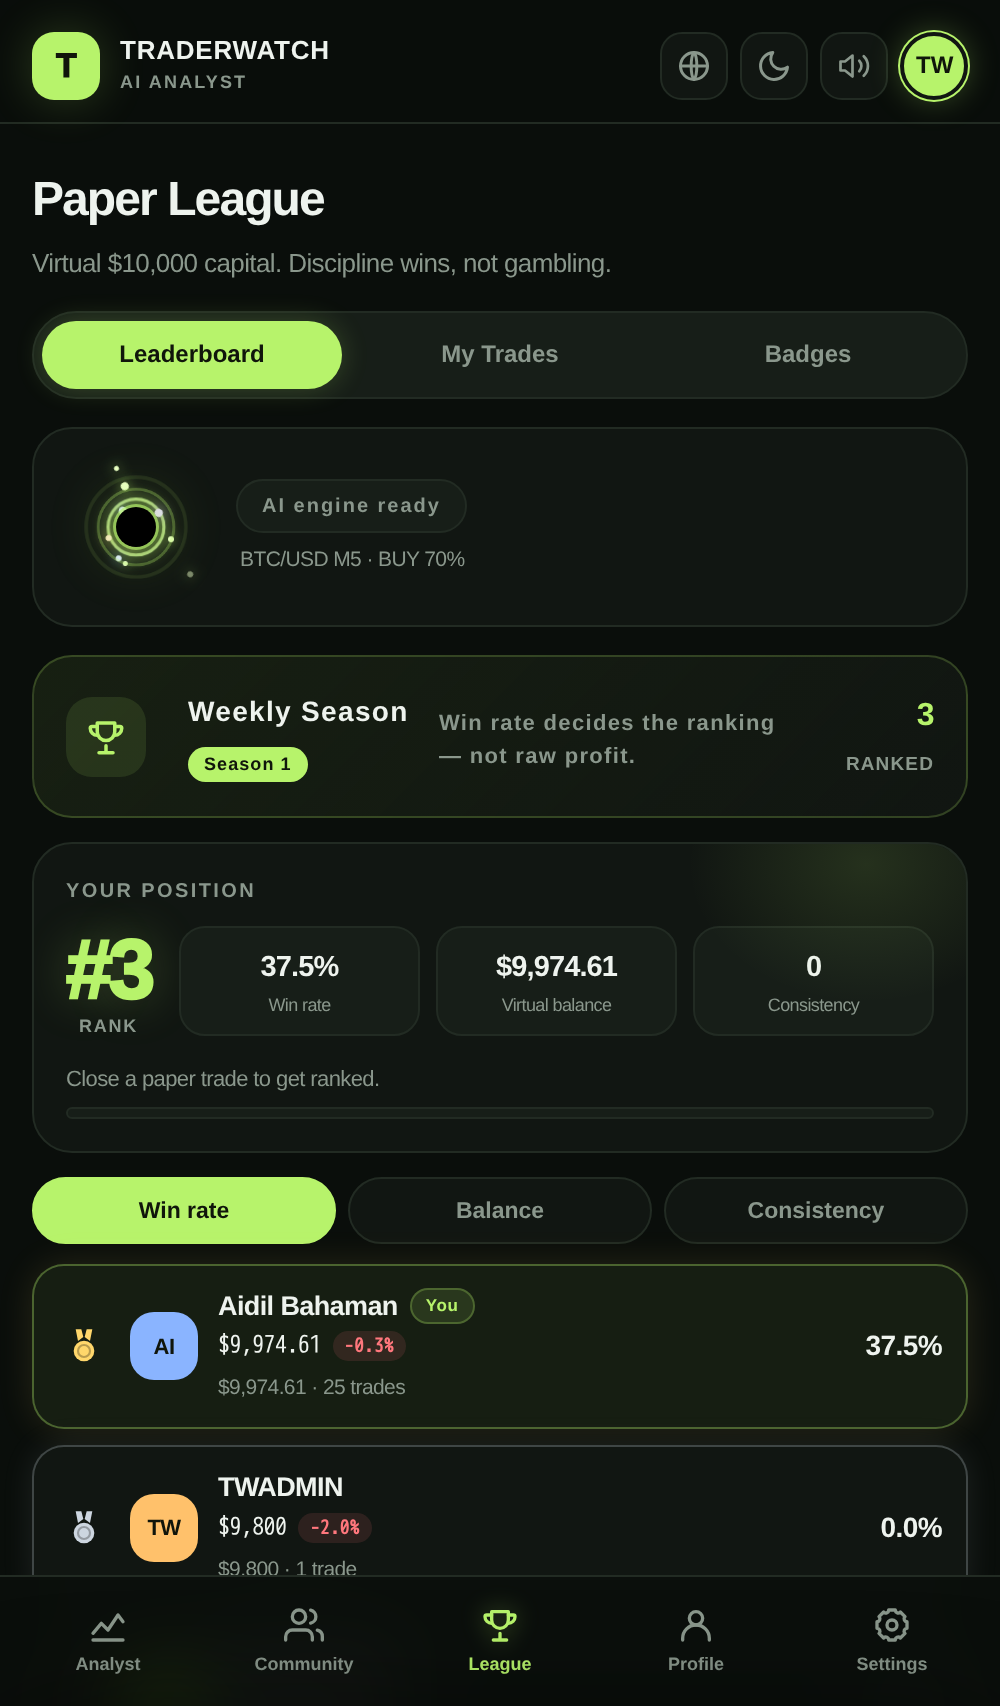 T
TRADERWATCH
AI ANALYST
TW
Paper League
Virtual $10,000 capital. Discipline wins, not gambling.
Leaderboard
My Trades
Badges
AI engine ready
BTC/USD M5 · BUY 70%
Weekly Season
Season 1
Win rate decides the ranking
— not raw profit.
3
RANKED
YOUR POSITION
#3
RANK
37.5%
Win rate
$9,974.61
Virtual balance
0
Consistency
Close a paper trade to get ranked.
Win rate
Balance
Consistency
AI
Aidil Bahaman
You
$9,974.61
-0.3%
$9,974.61 · 25 trades
37.5%
TW
TWADMIN
$9,800
-2.0%
$9,800 · 1 trade
0.0%
Analyst
Community
League
Profile
Settings